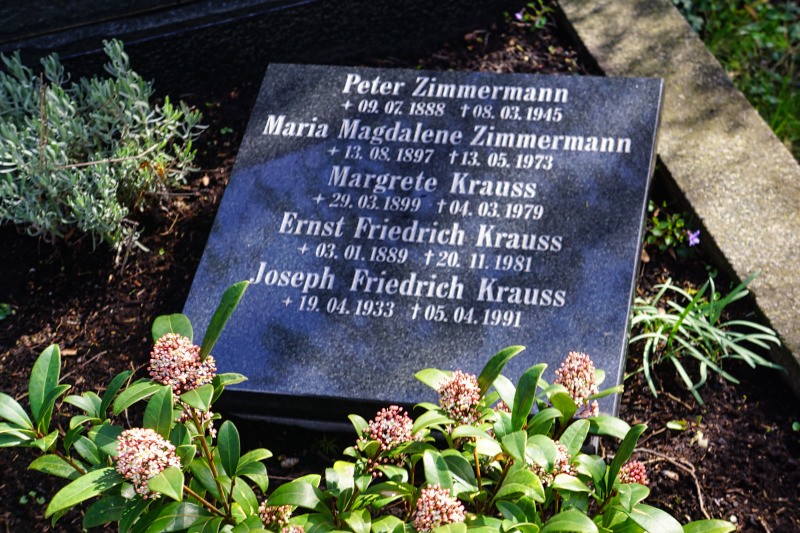 Peter Zimmermann
+ 09. 07. 1888 † 08. 03. 1945
Maria Magdalene Zimmermann
+ 13. 08. 1897 † 13. 05. 1973
Margrete Krauss
+ 29. 03. 1899 † 04. 03. 1979
Ernst Friedrich Krauss
+ 03. 01. 1889 † 20. 11. 1981
Joseph Friedrich Krauss
+ 19. 04. 1933 † 05. 04. 1991